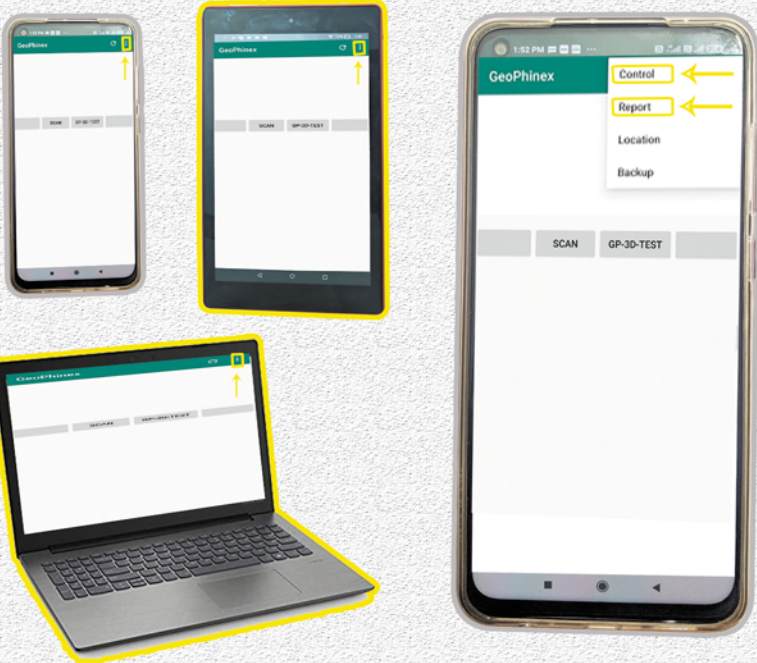 GeoPhinex
SCAN GP-3D-TEST
GeoPhinex
SCAN GP-3D-TEST
1:52 PM
GeoPhinex
Control
Report
Location
Backup
SCAN GP-3D-TEST
GeoPhinex
SCAN GP-3D-TEST